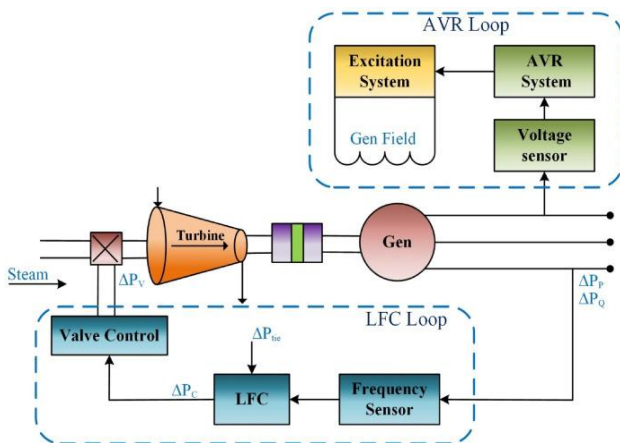 AVR Loop
Excitation
System
AVR
System
Gen Field
Voltage
sensor
Turbine
Gen
Steam
ΔP_V
ΔP_P
ΔP_Q
LFC Loop
Valve Control
ΔP_tie
ΔP_C
LFC
Frequency
Sensor